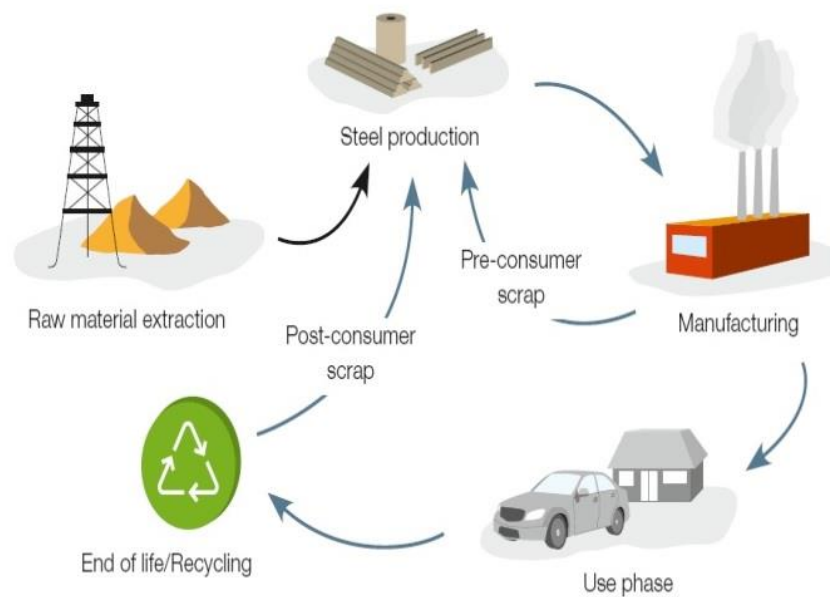 Steel production
Raw material extraction
Pre-consumer
scrap
Manufacturing
Post-consumer
scrap
End of life/Recycling
Use phase